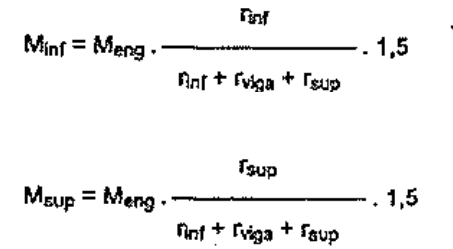 M_inf = M_eng . r_inf / (r_inf + r_viga + r_sup) . 1,5
M_sup = M_eng . r_sup / (r_inf + r_viga + r_sup) . 1,5